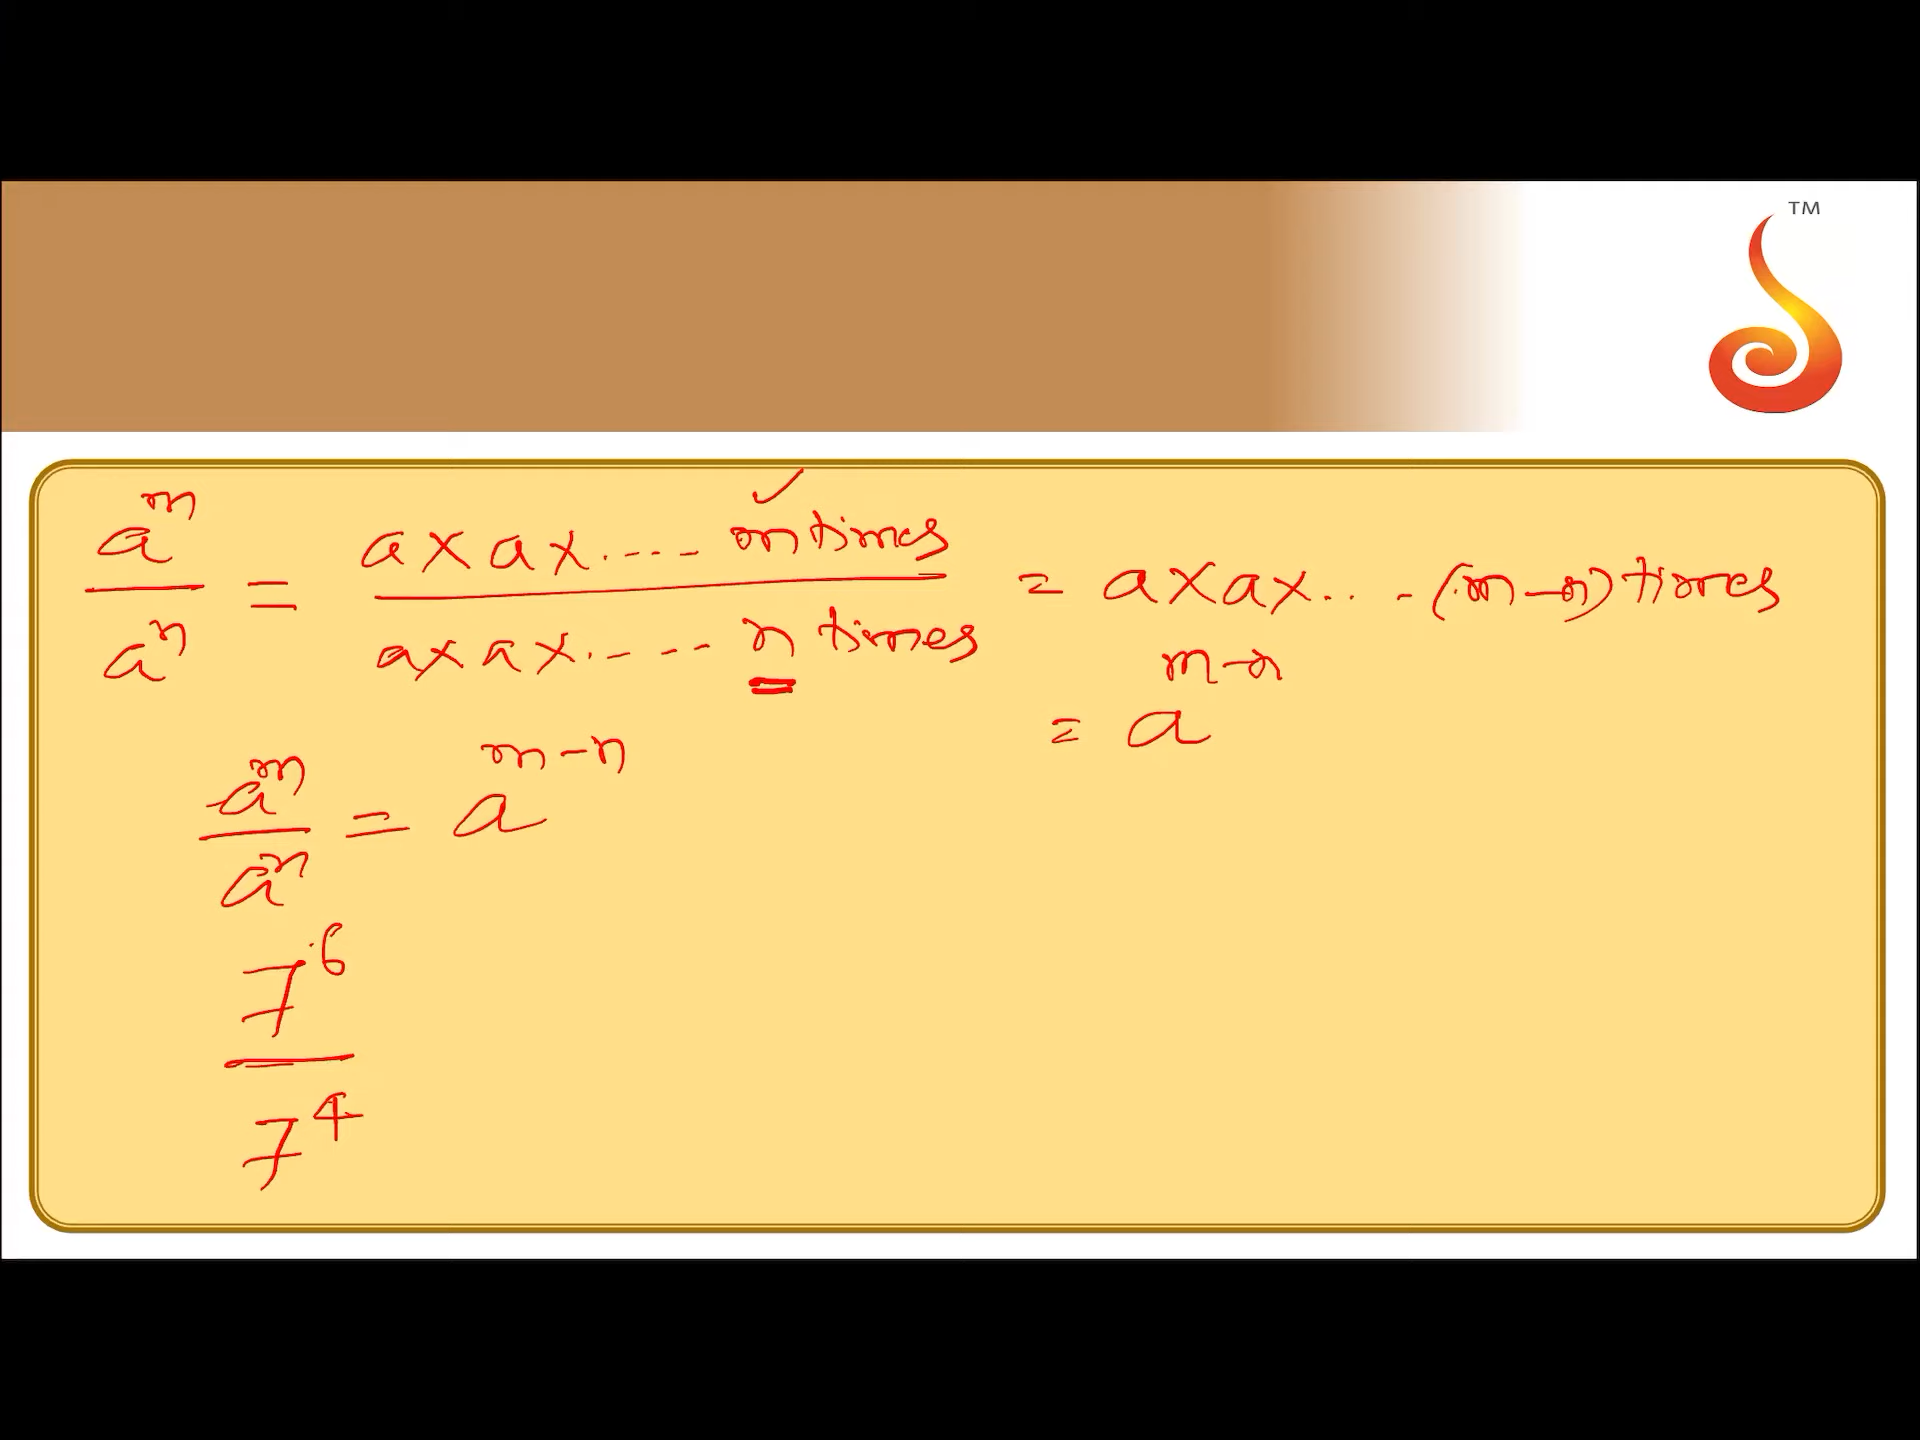 TM
a^m / a^n = a×a×.... m times / a×a×..... n times = a×a×... -(m-n) times
= a^(m-n)
a^m / a^n = a^(m-n)
7^6 / 7^4